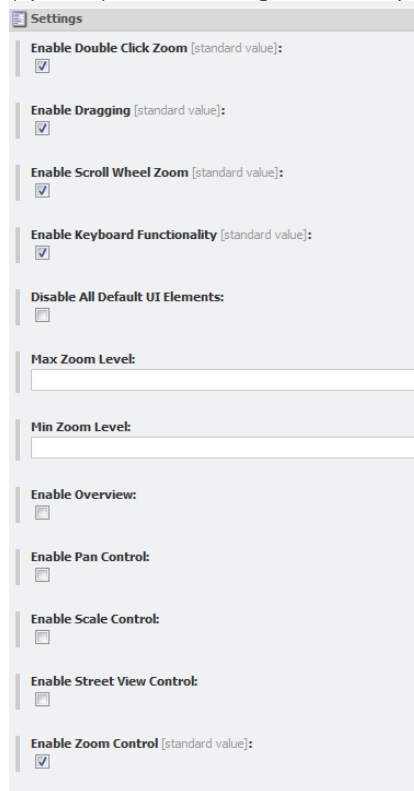 Settings
Enable Double Click Zoom [standard value]:
Enable Dragging [standard value]:
Enable Scroll Wheel Zoom [standard value]:
Enable Keyboard Functionality [standard value]:
Disable All Default UI Elements:
Max Zoom Level:
Min Zoom Level:
Enable Overview:
Enable Pan Control:
Enable Scale Control:
Enable Street View Control:
Enable Zoom Control [standard value]: